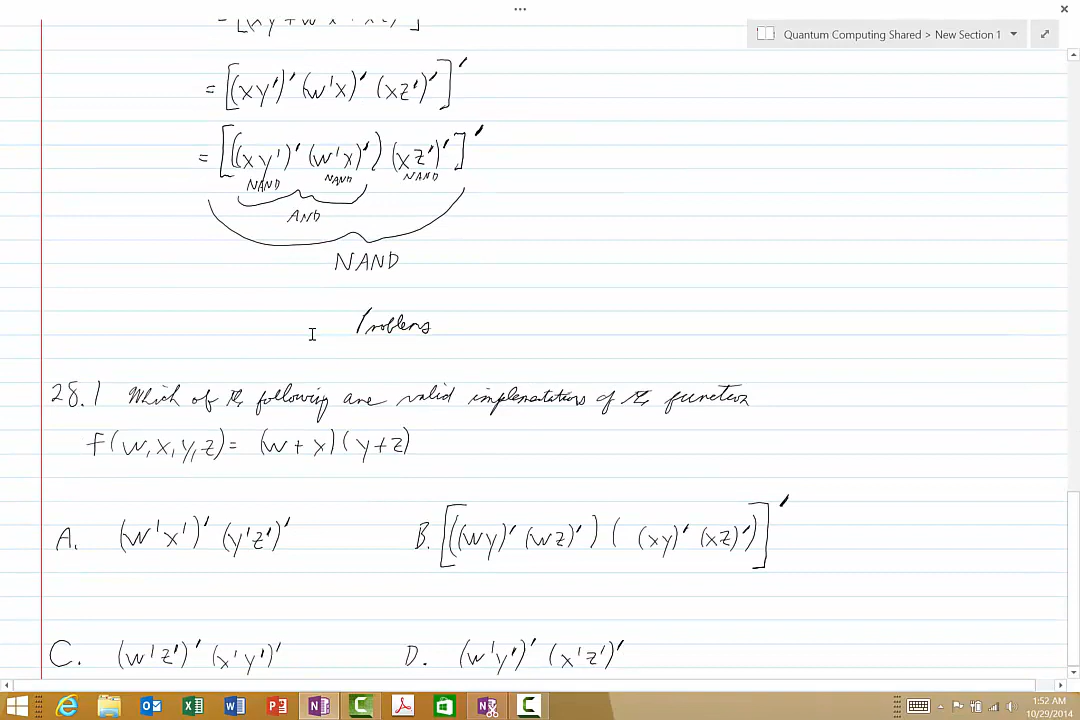 Quantum Computing Shared > New Section 1
= [(xy')' (w'x)' (xz')']'
= [((xy')' (w'x)') (xz')']'
NAND NAND NAND
AND
NAND
Problems
28.1 Which of the following are valid implementations of the function
F(w,x,y,z) = (w+x)(y+z)
A. (w'x')' (y'z')' B. [((wy)' (wz)') ((xy)' (xz)')]'
C. (w'z')' (x'y')' D. (w'y')' (x'z')'
1:52 AM
10/29/2014